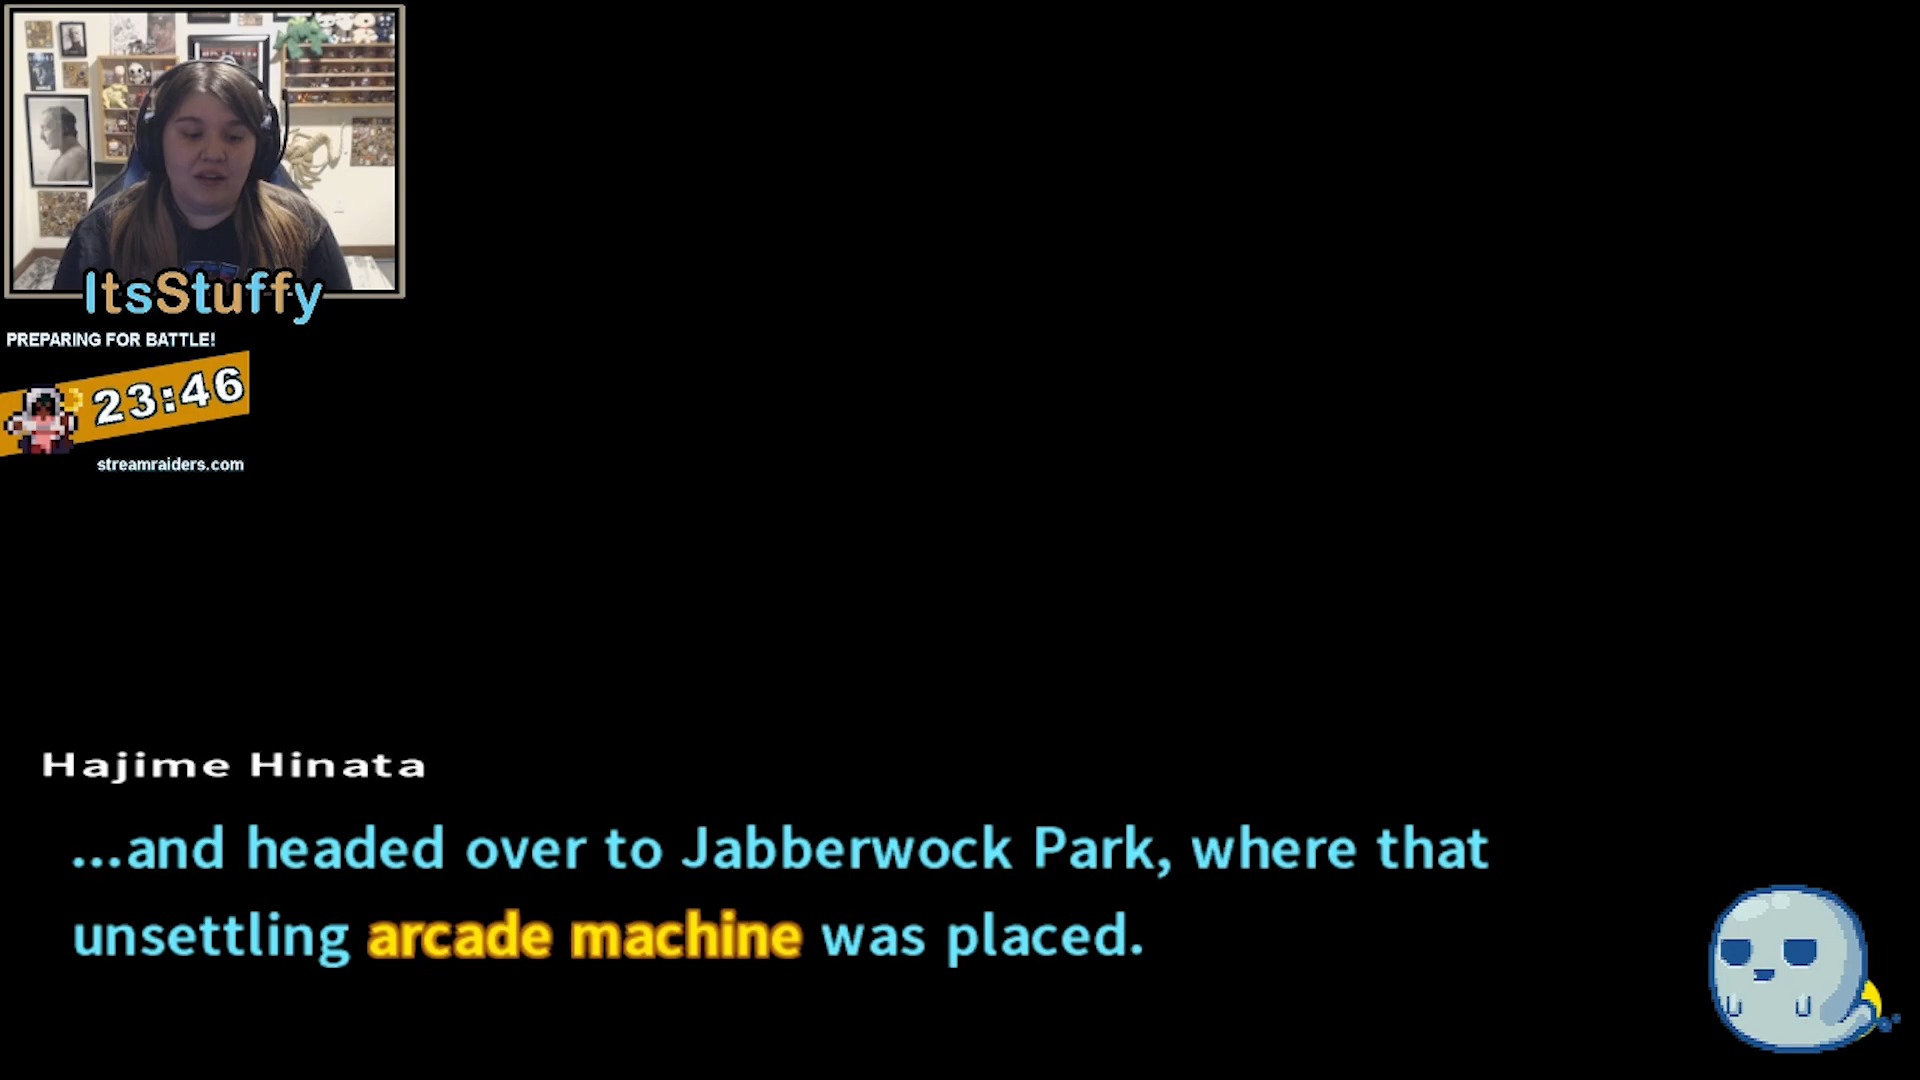 ItsStuffy
PREPARING FOR BATTLE!
23:46
streamraiders.com
Hajime Hinata
...and headed over to Jabberwock Park, where that
unsettling arcade machine was placed.